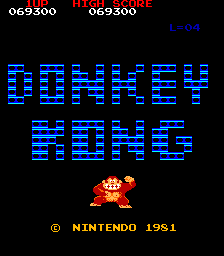 1UP HIGH SCORE
069300 069300
L=04
DONKEY
KONG
© NINTENDO 1981